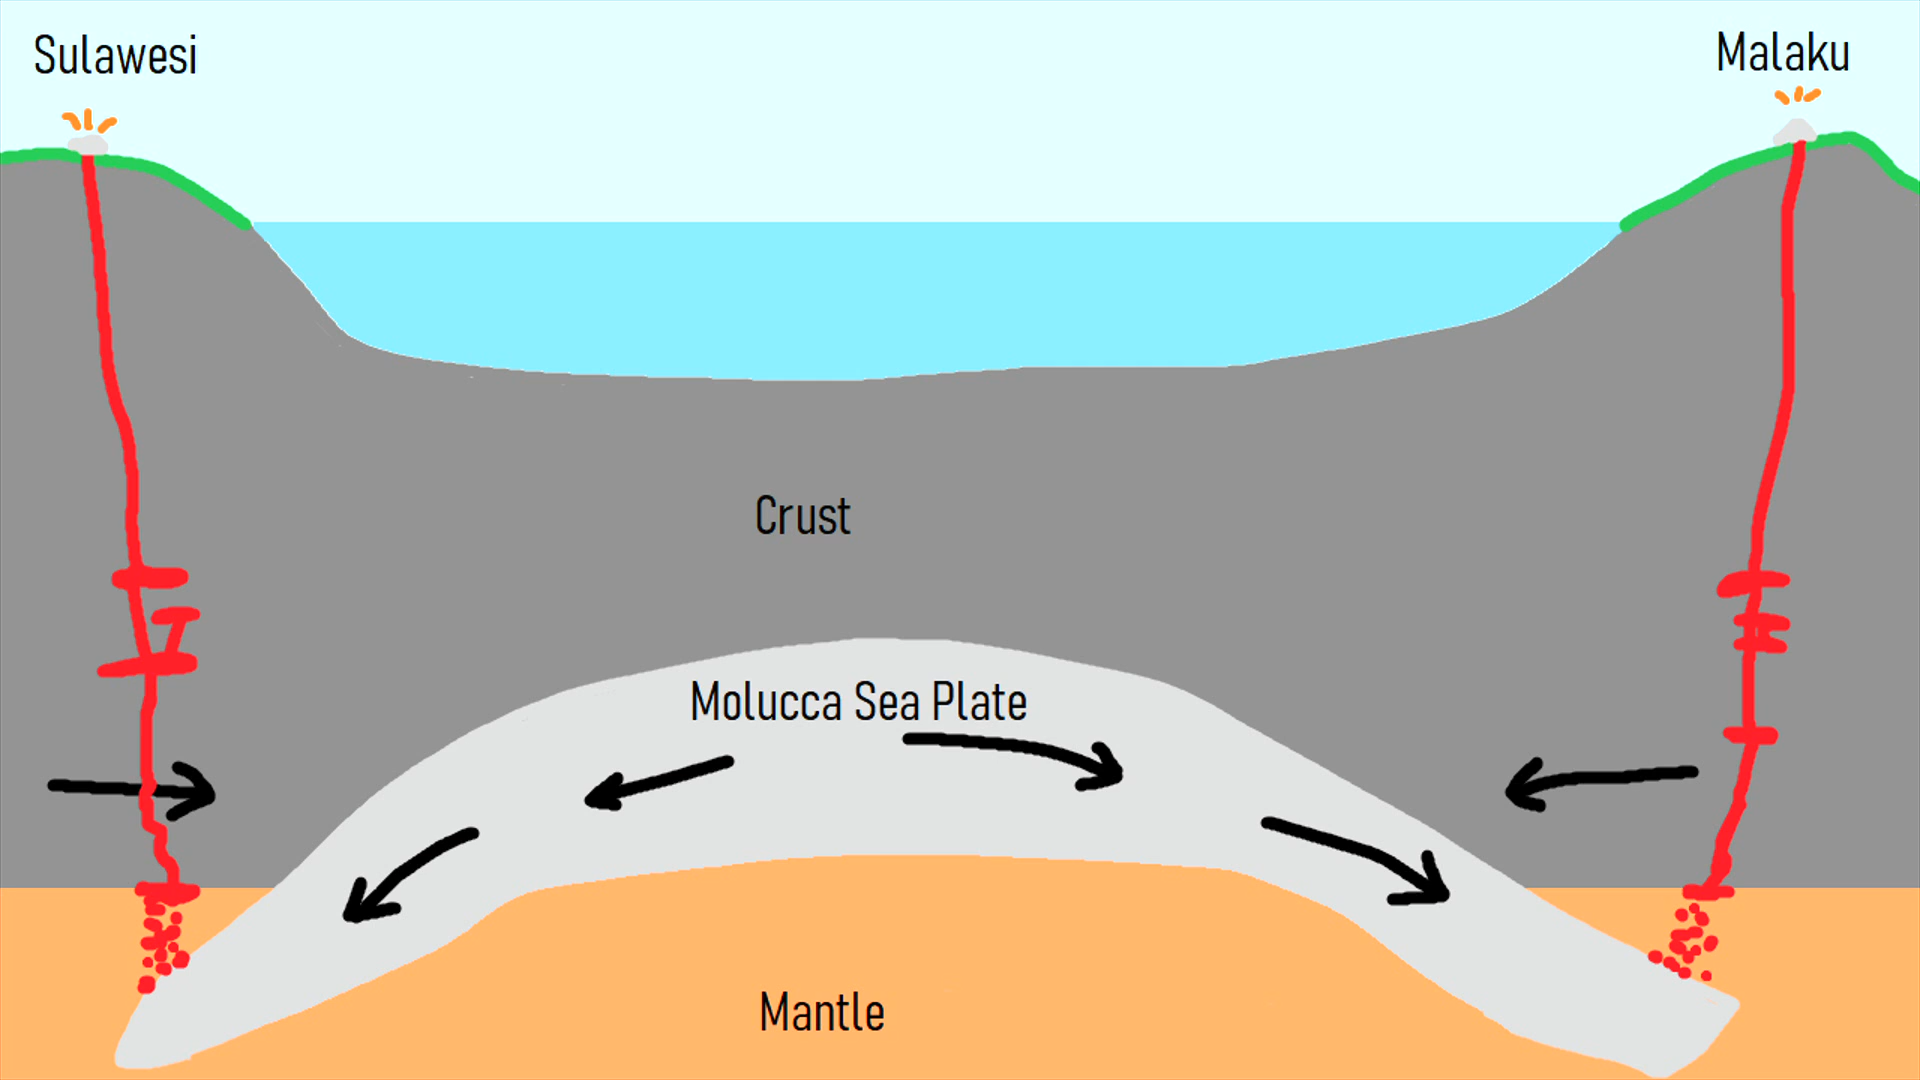 Sulawesi
Malaku
Crust
Molucca Sea Plate
Mantle